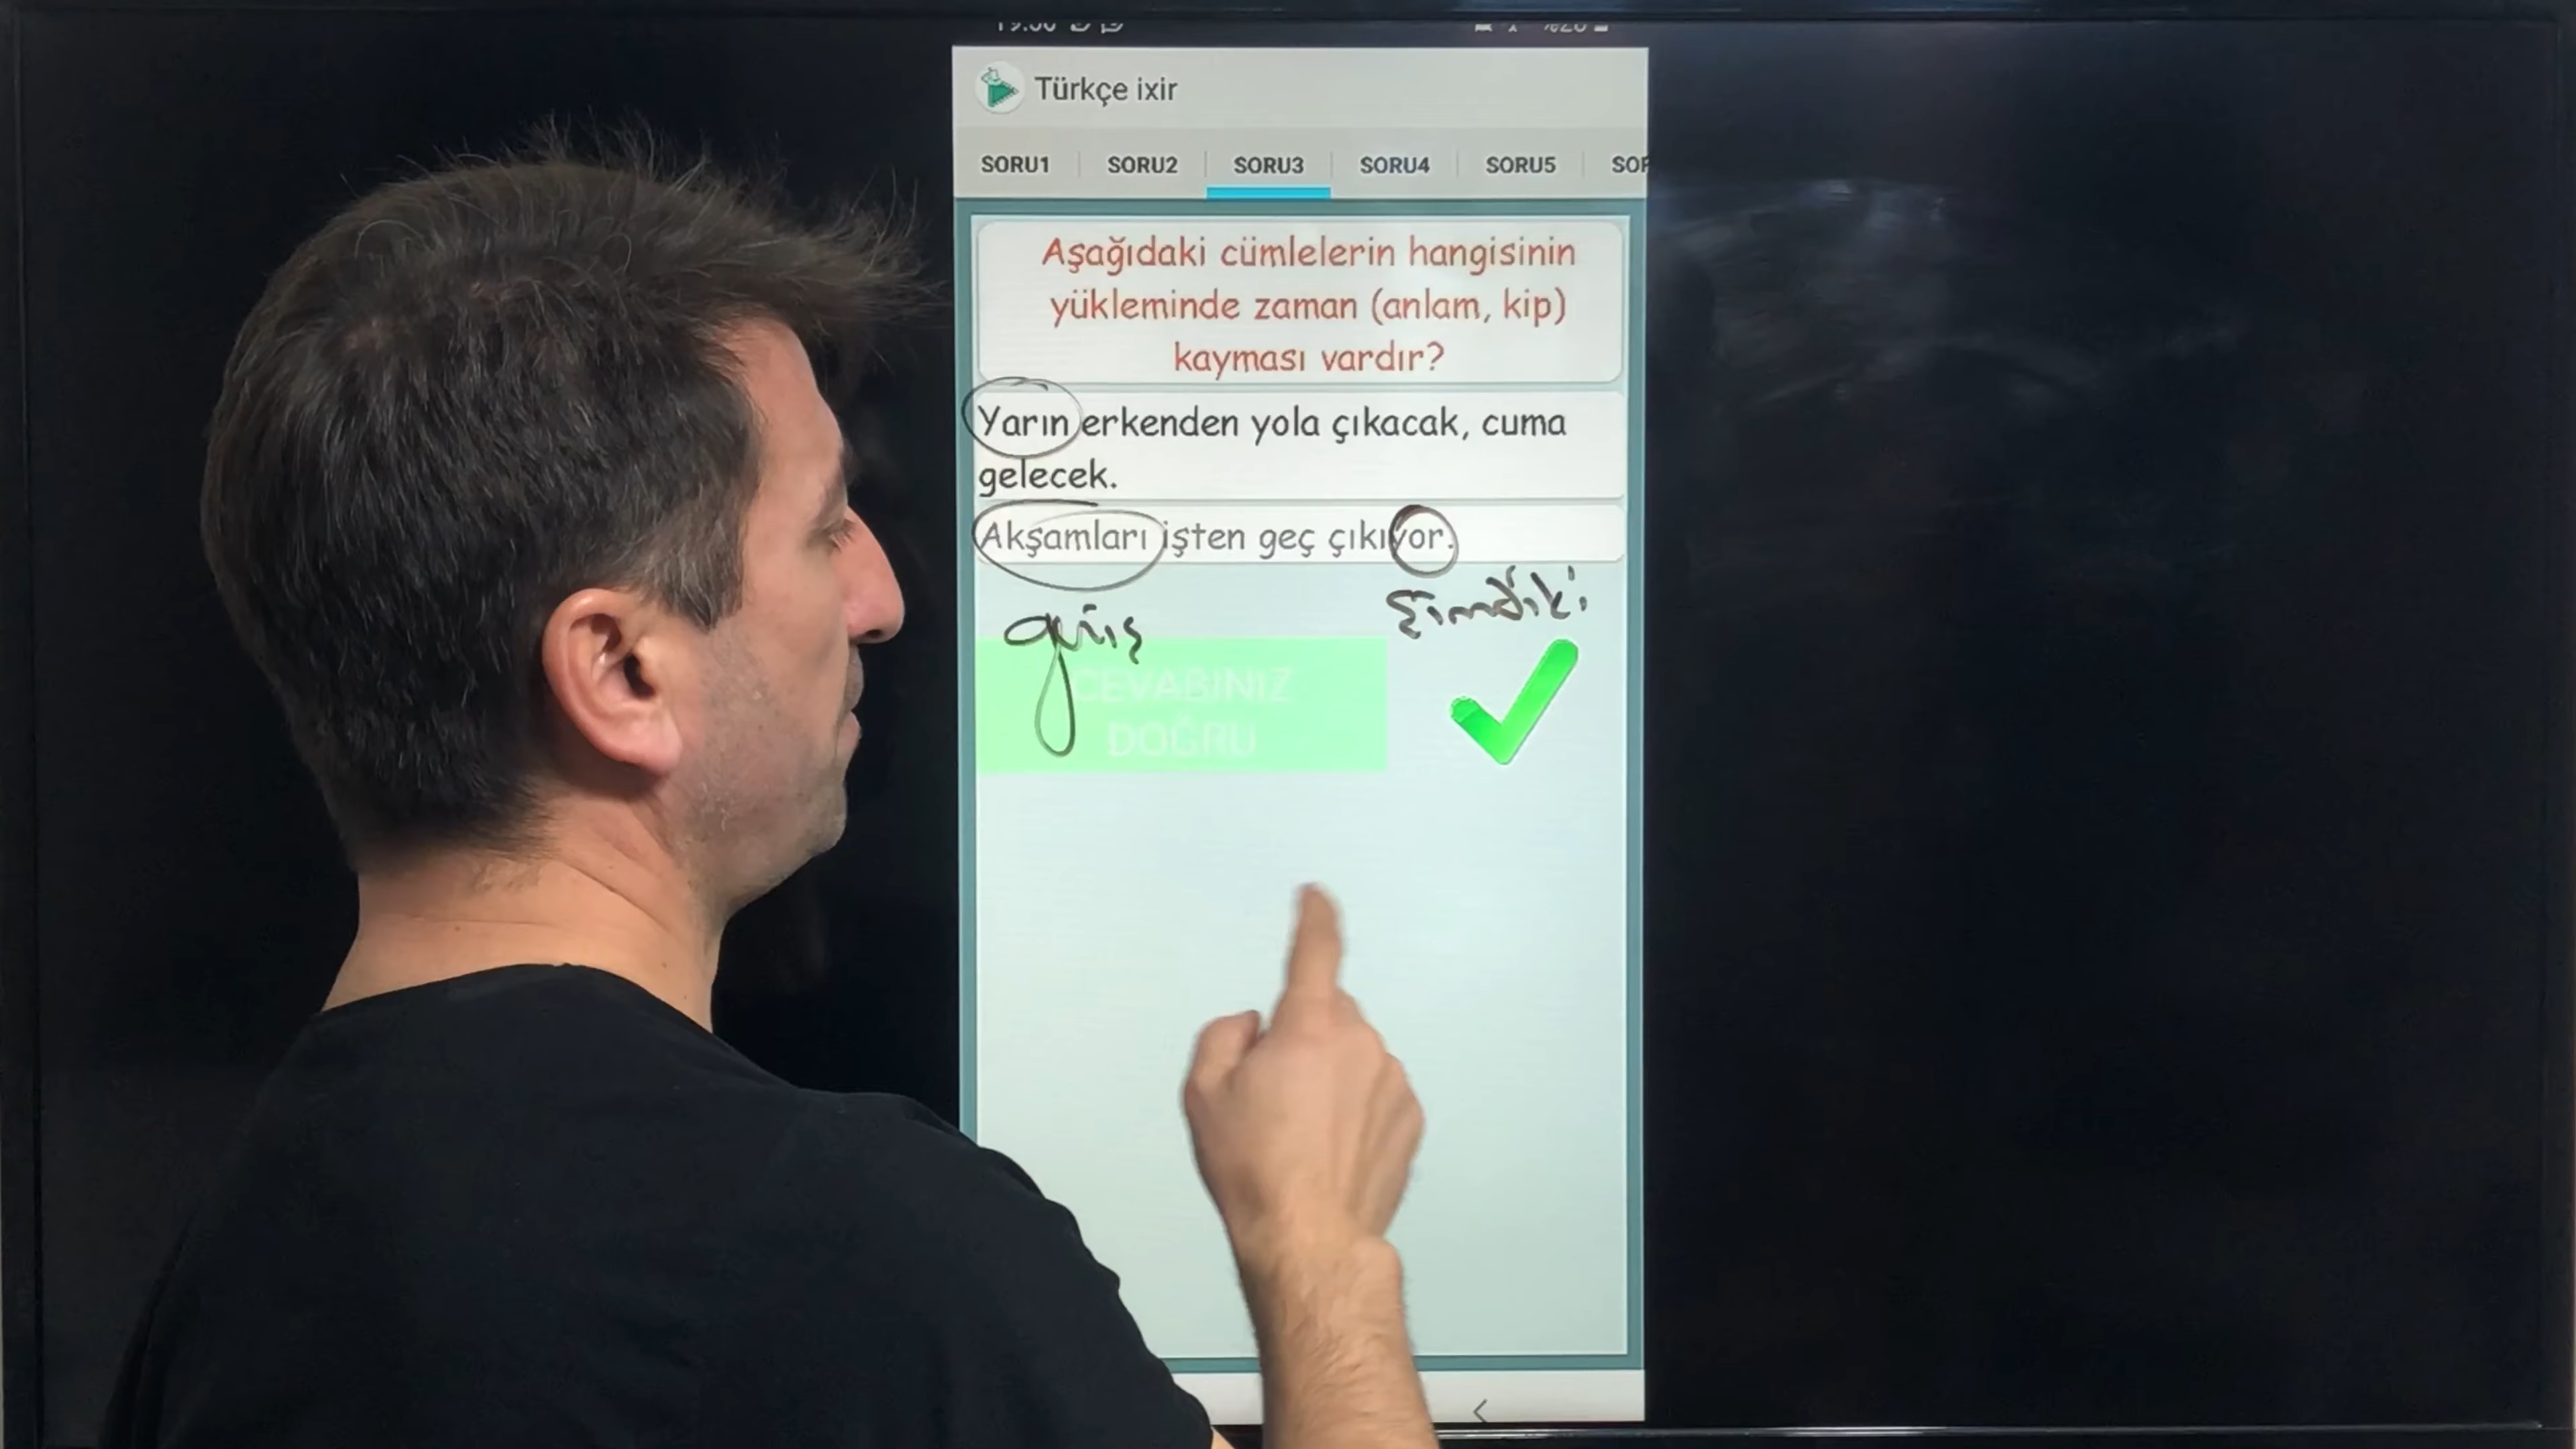 Türkçe ixir
SORU1 SORU2 SORU3 SORU4 SORU5
Aşağıdaki cümlelerin hangisinin
yükleminde zaman (anlam, kip)
kayması vardır?
Yarın erkenden yola çıkacak, cuma
gelecek.
Akşamları işten geç çıkıyor.
şimdiki
geniş
CEVABINIZ
DOĞRU